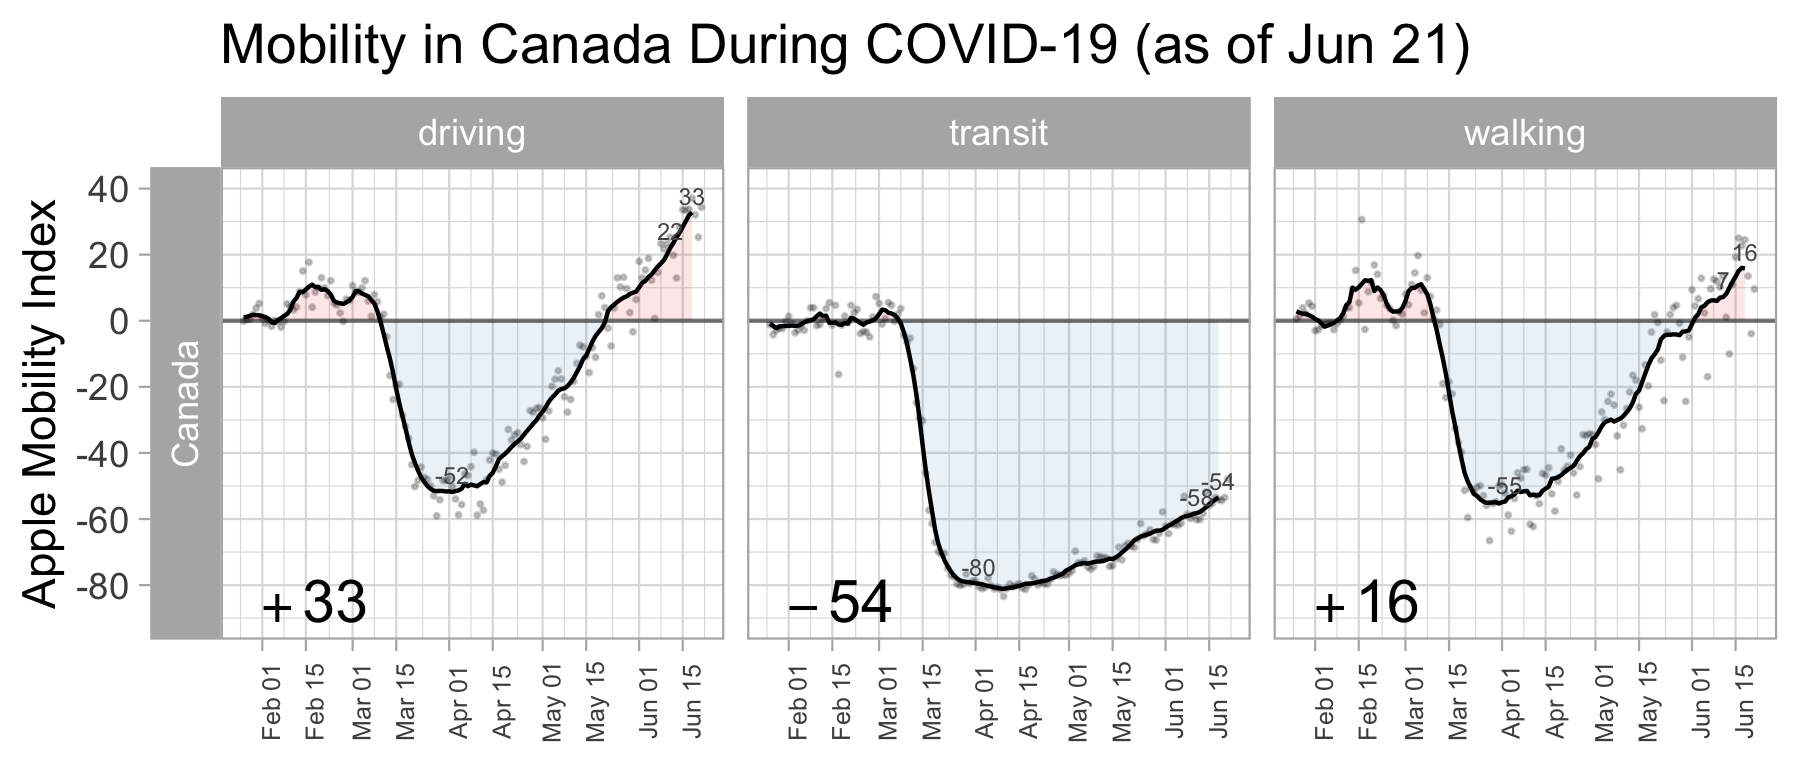 Mobility in Canada During COVID-19 (as of Jun 21)
driving
transit
walking
Apple Mobility Index
Canada
40
20
0
-20
-40
-60
-80
-52
22
33
+33
-80
-58
-54
−54
-55
7
16
+16
Feb 01
Feb 15
Mar 01
Mar 15
Apr 01
Apr 15
May 01
May 15
Jun 01
Jun 15
Feb 01
Feb 15
Mar 01
Mar 15
Apr 01
Apr 15
May 01
May 15
Jun 01
Jun 15
Feb 01
Feb 15
Mar 01
Mar 15
Apr 01
Apr 15
May 01
May 15
Jun 01
Jun 15